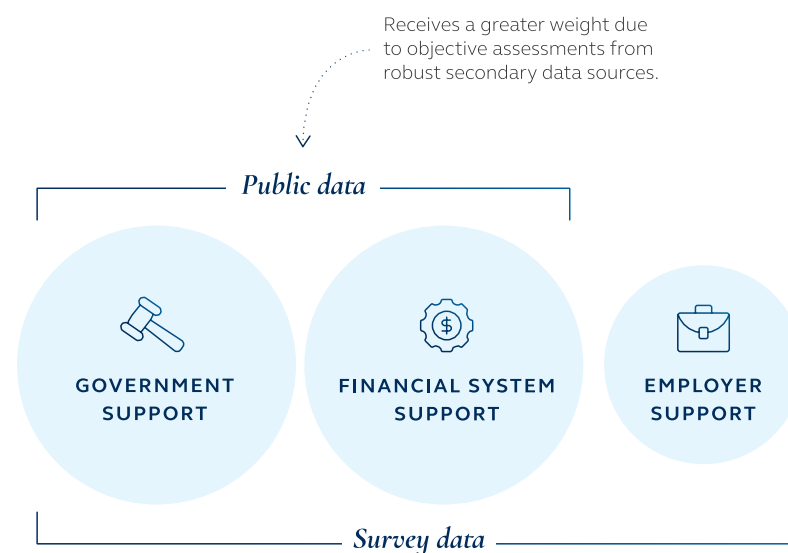 Receives a greater weight due
to objective assessments from
robust secondary data sources.
Public data
$
GOVERNMENT
SUPPORT
FINANCIAL SYSTEM
SUPPORT
EMPLOYER
SUPPORT
Survey data